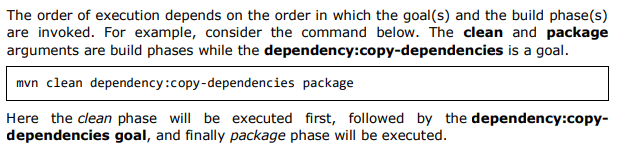 The order of execution depends on the order in which the goal(s) and the build phase(s)
are invoked. For example, consider the command below. The clean and package
arguments are build phases while the dependency:copy-dependencies is a goal.
mvn clean dependency:copy-dependencies package
Here the clean phase will be executed first, followed by the dependency:copy-
dependencies goal, and finally package phase will be executed.